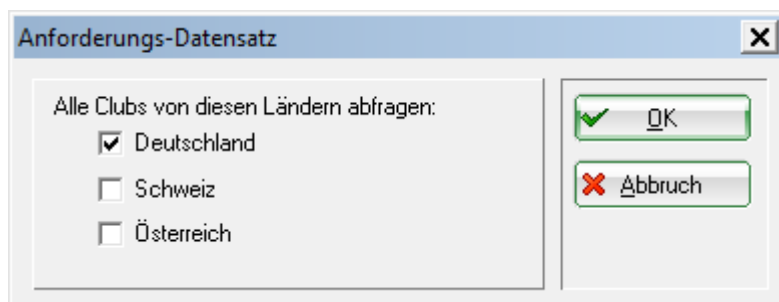 Anforderungs-Datensatz
Alle Clubs von diesen Ländern abfragen:
Deutschland
Schweiz
Österreich
OK
Abbruch